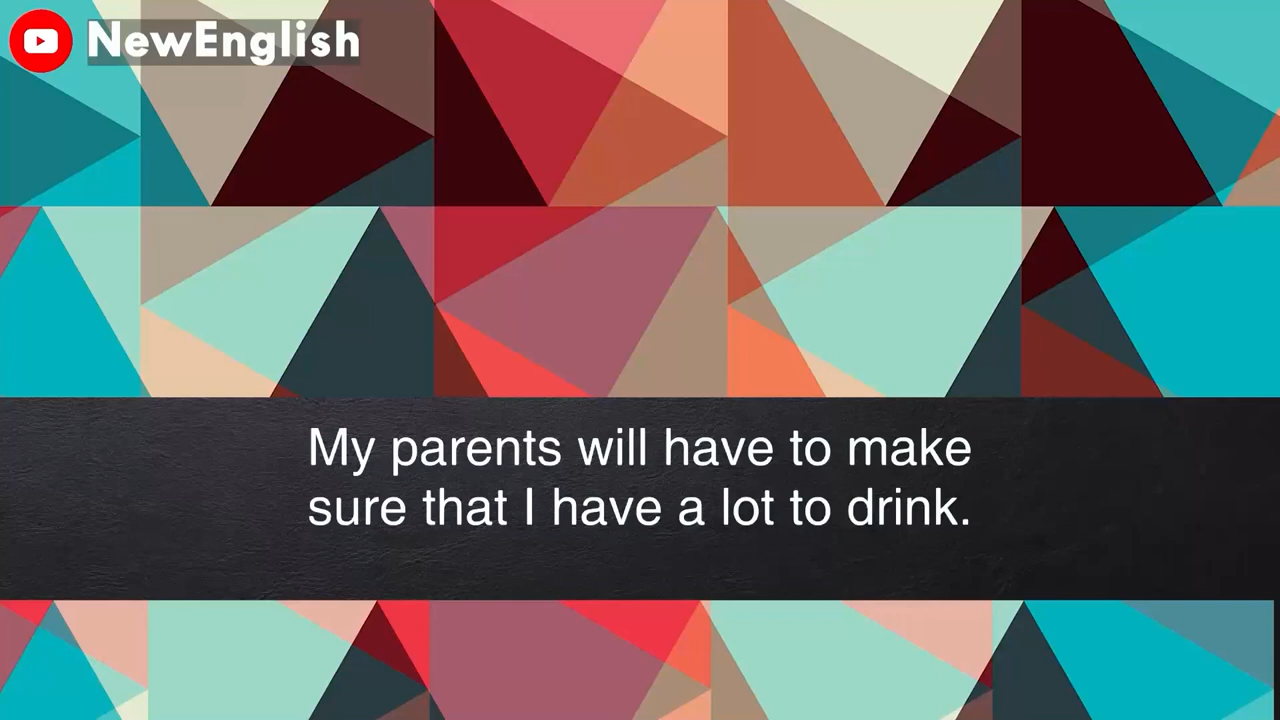 NewEnglish
My parents will have to make
sure that I have a lot to drink.